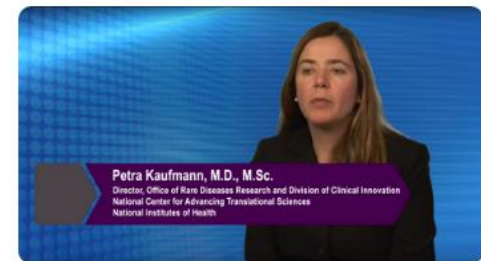 Petra Kaufmann, M.D., M.Sc.
Director, Office of Rare Diseases Research and Division of Clinical Innovation
National Center for Advancing Translational Sciences
National Institutes of Health